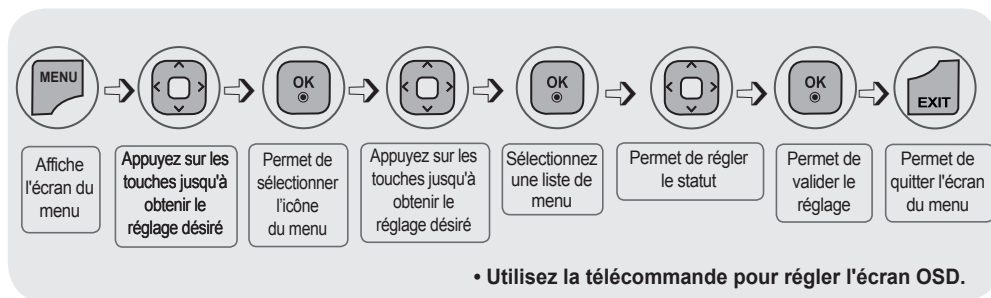 MENU
OK
OK
OK
EXIT
Affiche
l'écran du
menu
Appuyez sur les
touches jusqu'à
obtenir le
réglage désiré
Permet de
sélectionner
l’icône
du menu
Appuyez sur les
touches jusqu'à
obtenir le
réglage désiré
Sélectionnez
une liste de
menu
Permet de régler
le statut
Permet de
valider le
réglage
Permet de
quitter l'écran
du menu
• Utilisez la télécommande pour régler l'écran OSD.